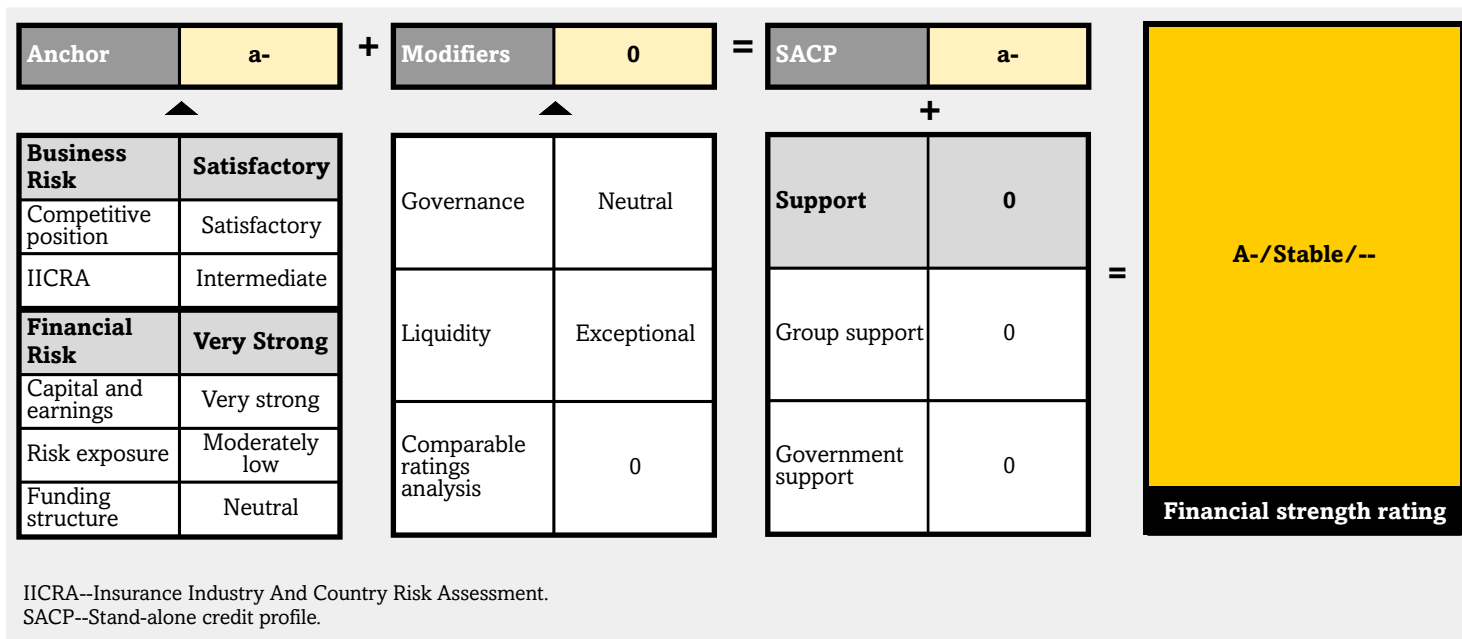 Anchor a- + Modifiers 0 = SACP a-
+
Business
Risk
Satisfactory
Competitive
position
Satisfactory
IICRA Intermediate
Financial
Risk
Very Strong
Capital and
earnings
Very strong
Risk exposure
Moderately
low
Funding
structure
Neutral
Governance Neutral
Liquidity Exceptional
Comparable
ratings
analysis
0
Support 0
Group support 0
Government
support
0
=
A-/Stable/--
Financial strength rating
IICRA--Insurance Industry And Country Risk Assessment.
SACP--Stand-alone credit profile.